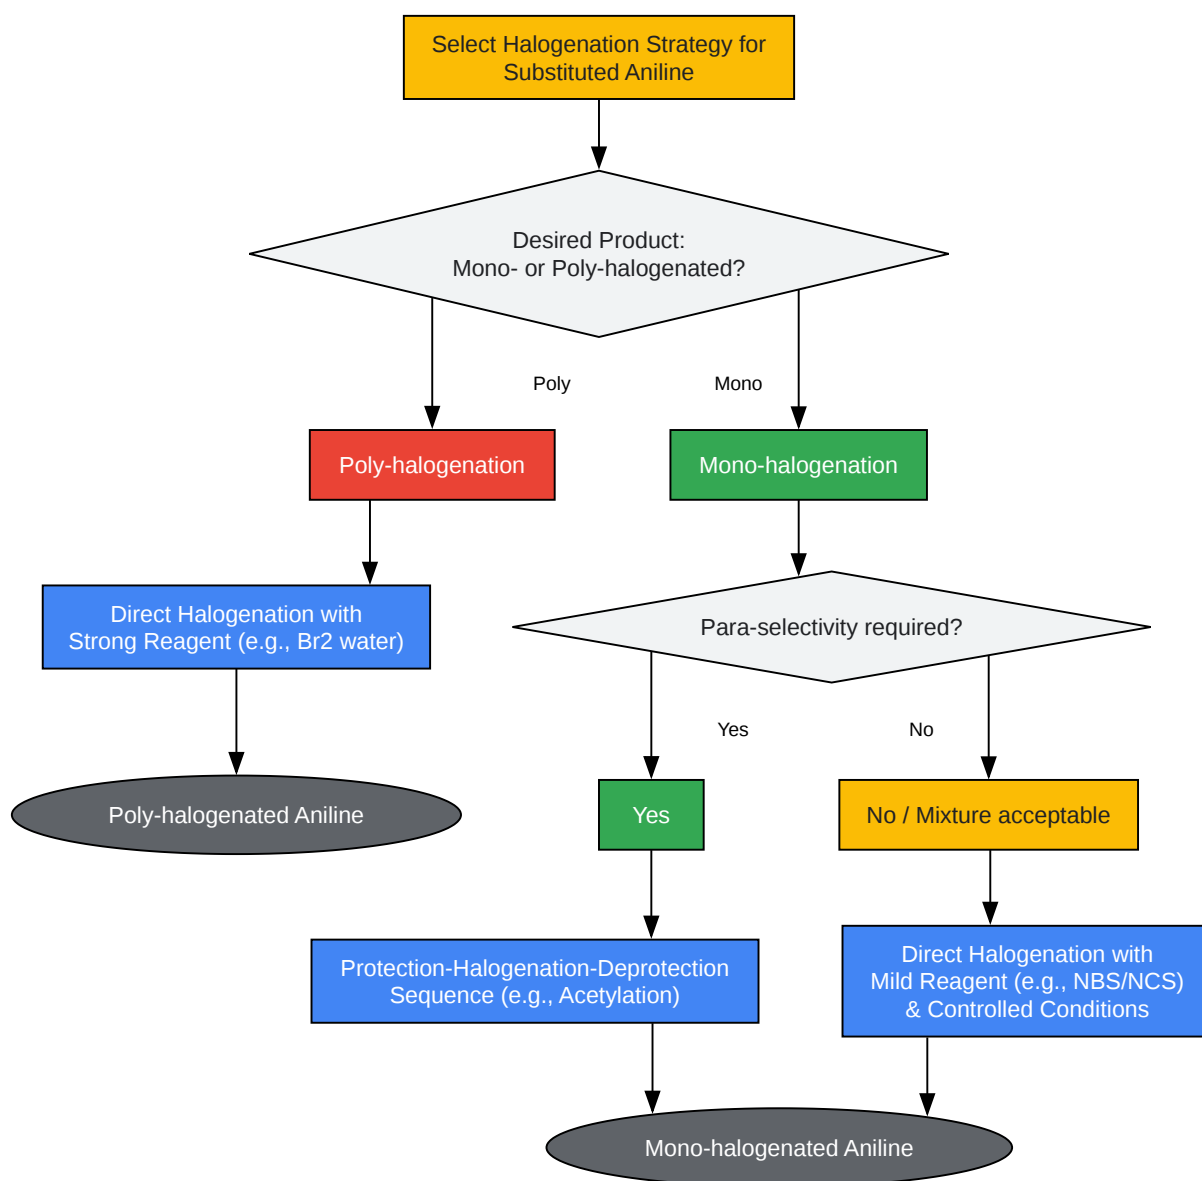 Select Halogenation Strategy for
Substituted Aniline
Desired Product:
Mono- or Poly-halogenated?
Poly
Mono
Poly-halogenation
Mono-halogenation
Direct Halogenation with
Strong Reagent (e.g., Br2 water)
Para-selectivity required?
Yes
No
Poly-halogenated Aniline
Yes
No / Mixture acceptable
Protection-Halogenation-Deprotection
Sequence (e.g., Acetylation)
Direct Halogenation with
Mild Reagent (e.g., NBS/NCS)
& Controlled Conditions
Mono-halogenated Aniline